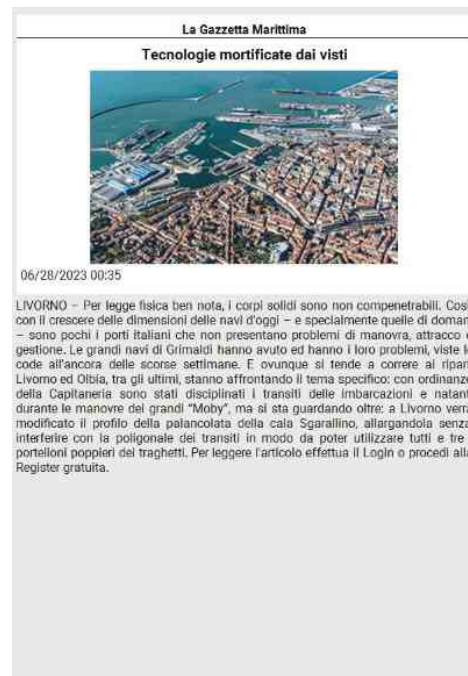 La Gazzetta Marittima
Tecnologie mortificate dai visti
06/28/2023 00:35
LIVORNO – Per legge fisica ben nota, i corpi solidi sono non compenetrabili. Così
con il crescere delle dimensioni delle navi d'oggi – e specialmente quelle di doman
– sono pochi i porti italiani che non presentano problemi di manovra, attracco e
gestione. Le grandi navi di Grimaldi hanno avuto ed hanno i loro problemi, viste le
code all'ancora delle scorse settimane. E ovunque si tende a correre ai ripari
Livorno ed Olbia, tra gli ultimi, stanno affrontando il tema specifico: con ordinanze
della Capitaneria sono stati disciplinati i transiti delle imbarcazioni e natant
durante le manovre dei grandi "Moby", ma si sta guardando oltre: a Livorno verrà
modificato il profilo della palancolata della cala Sgarallino, allargandola senza
interferire con la poligonale dei transiti in modo da poter utilizzare tutti e tre
portelloni poppieri dei traghetti. Per leggere l'articolo effettua il Login o procedi alla
Register gratuita.